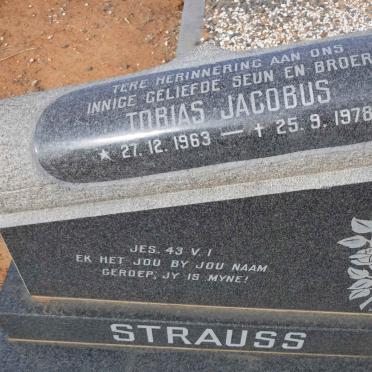 TERE HERINNERING AAN ONS
INNIGE GELIEFDE SEUN EN BROER
TOBIAS JACOBUS
★ 27.12.1963 — ✝ 25.9.1978
JES. 43 V. 1
EK HET JOU BY JOU NAAM
GEROEP, JY IS MYNE!
STRAUSS